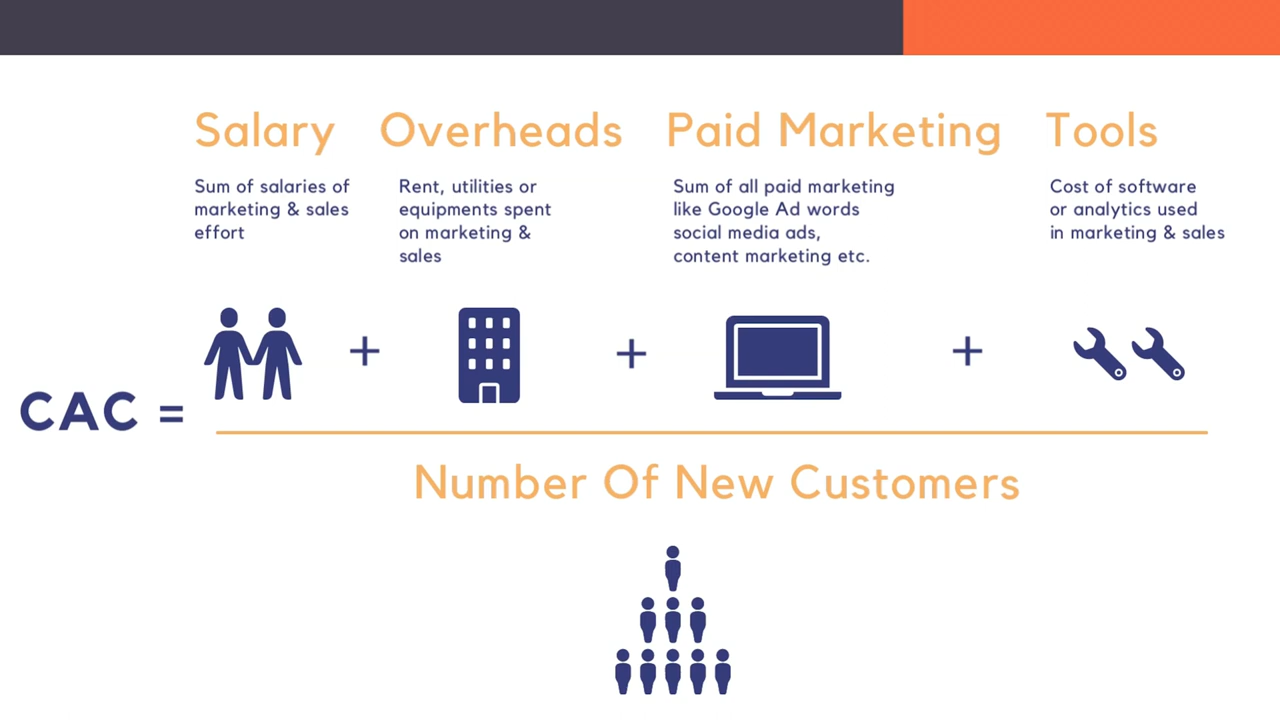 Salary
Overheads
Paid Marketing
Tools
Sum of salaries of
marketing & sales
effort
Rent, utilities or
equipments spent
on marketing &
sales
Sum of all paid marketing
like Google Ad words
social media ads,
content marketing etc.
Cost of software
or analytics used
in marketing & sales
+
+
+
CAC =
Number Of New Customers